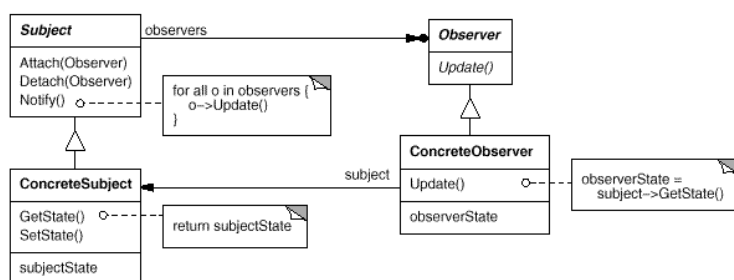 Subject
observers
Observer
Attach(Observer)
Detach(Observer)
Notify()
for all o in observers {
o->Update()
}
Update()
ConcreteSubject
GetState()
SetState()
subjectState
return subjectState
subject
ConcreteObserver
Update()
observerState
observerState =
subject->GetState()